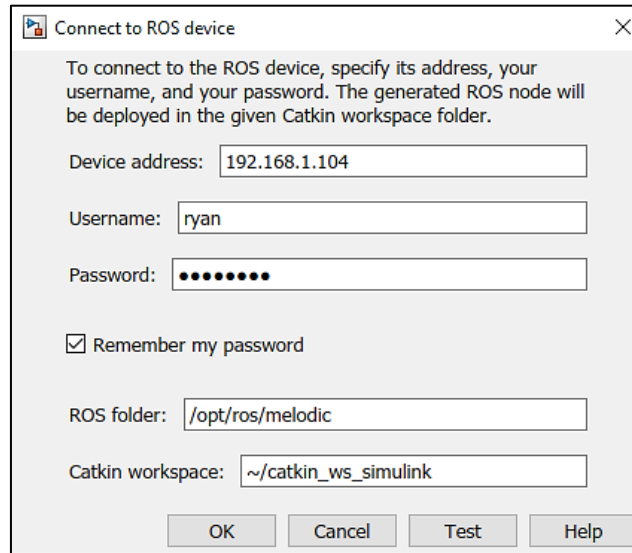 Connect to ROS device
To connect to the ROS device, specify its address, your
username, and your password. The generated ROS node will
be deployed in the given Catkin workspace folder.
Device address: 192.168.1.104
Username: ryan
Password: ●●●●●●●●
Remember my password
ROS folder: /opt/ros/melodic
Catkin workspace: ~/catkin_ws_simulink
OK Cancel Test Help